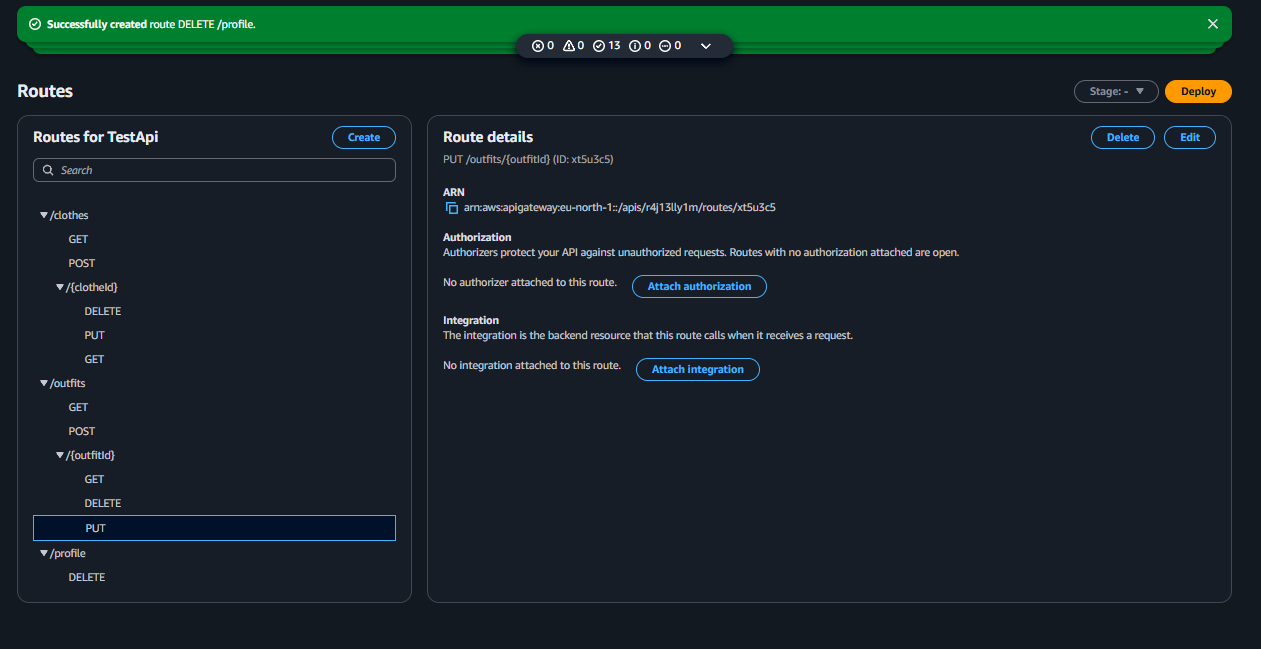 Successfully created route DELETE /profile.
0 0 13 0 0
Routes
Stage: -
Deploy
Routes for TestApi
Create
Search
/clothes
GET
POST
/{clotheId}
DELETE
PUT
GET
/outfits
GET
POST
/{outfitId}
GET
DELETE
PUT
/profile
DELETE
Route details
Delete
Edit
PUT /outfits/{outfitId} (ID: xt5u3c5)
ARN
arn:aws:apigateway:eu-north-1::/apis/r4j13lly1m/routes/xt5u3c5
Authorization
Authorizers protect your API against unauthorized requests. Routes with no authorization attached are open.
No authorizer attached to this route.
Attach authorization
Integration
The integration is the backend resource that this route calls when it receives a request.
No integration attached to this route.
Attach integration